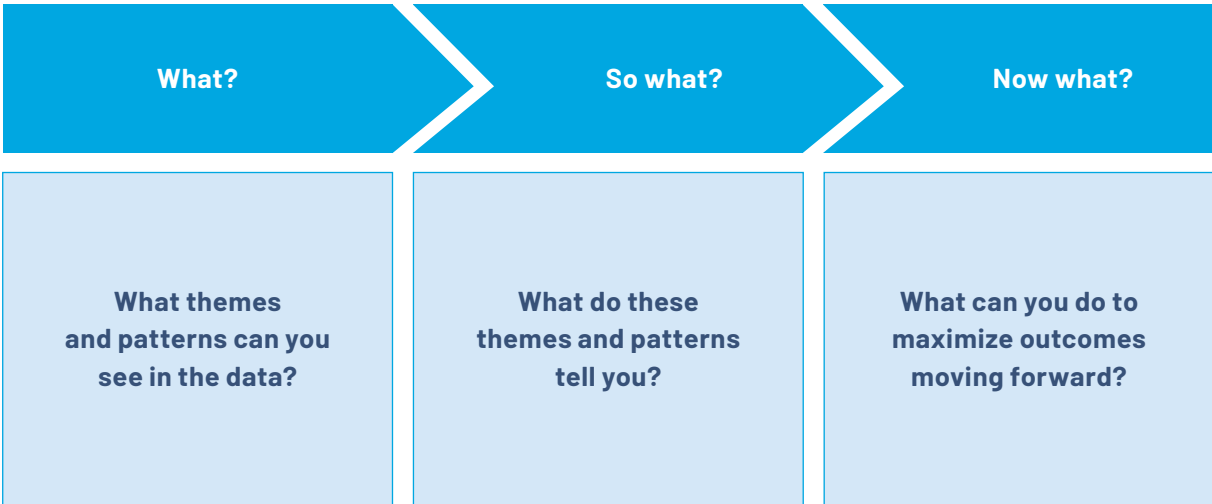 What?
So what?
Now what?
What themes
and patterns can you
see in the data?
What do these
themes and patterns
tell you?
What can you do to
maximize outcomes
moving forward?